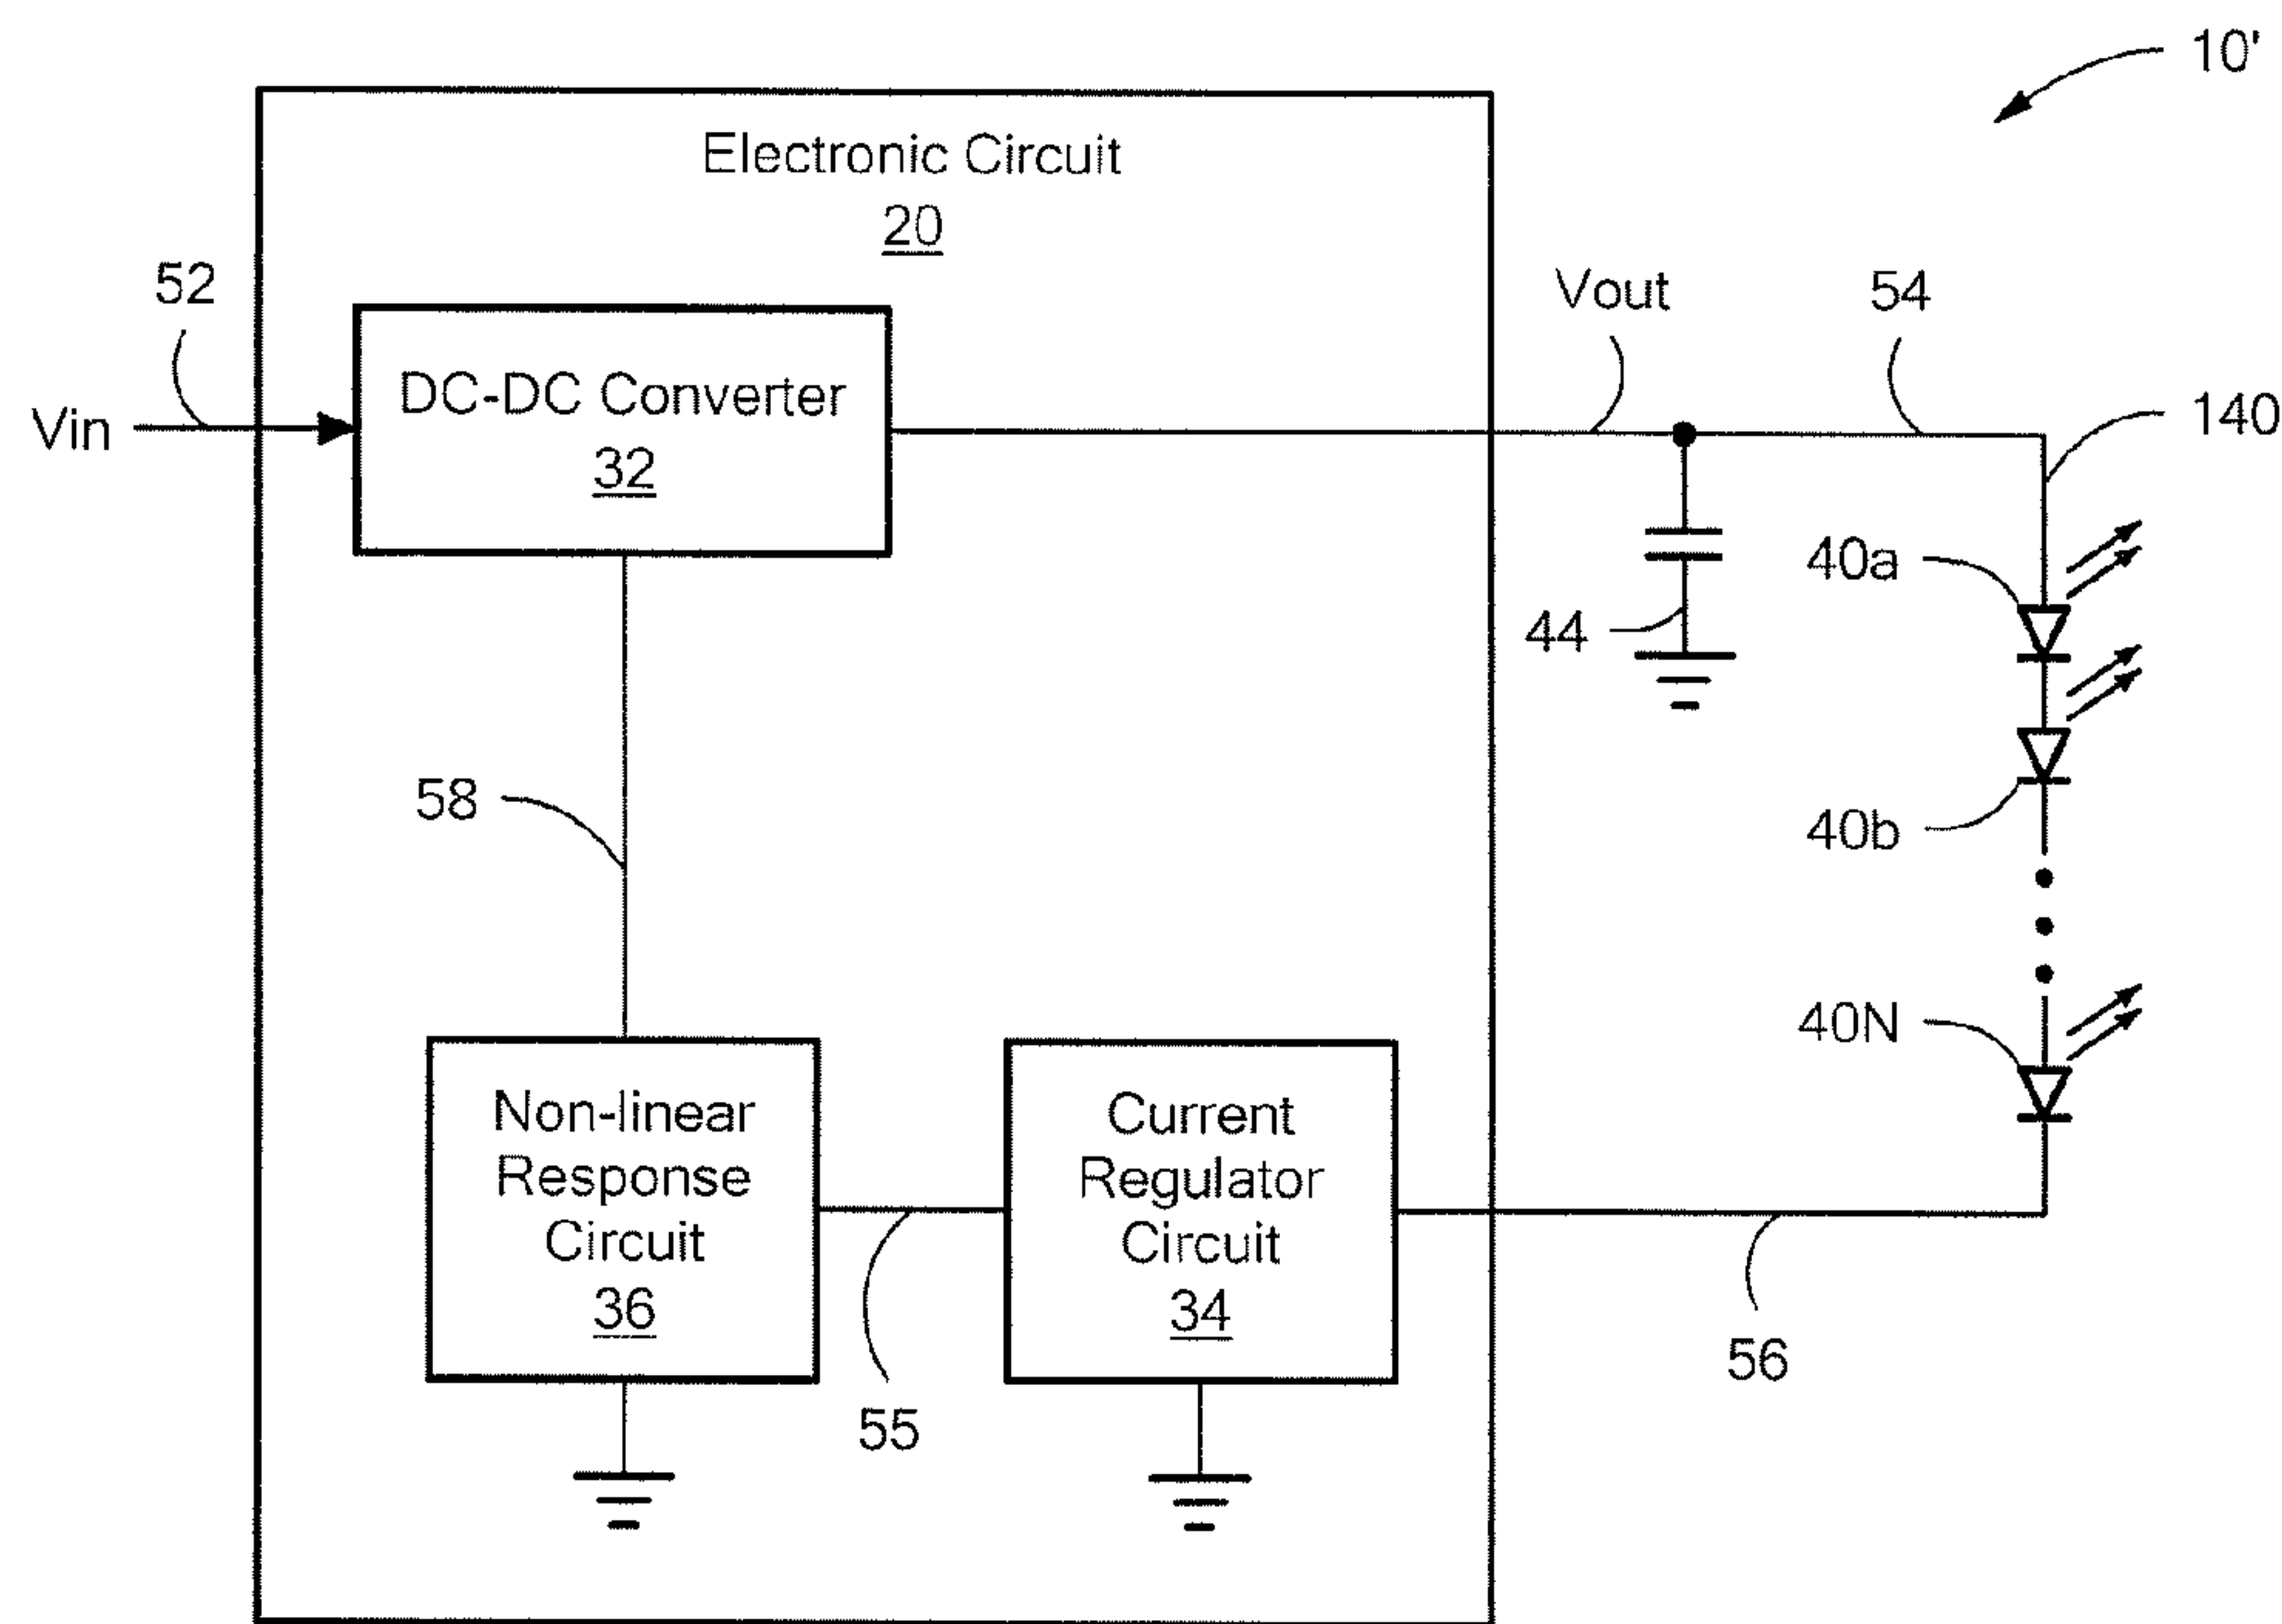 10'
Electronic Circuit
20
52
Vout
54
Vin
DC-DC Converter
32
140
40a
44
58
40b
40N
Non-linear
Response
Circuit
36
Current
Regulator
Circuit
34
55
56